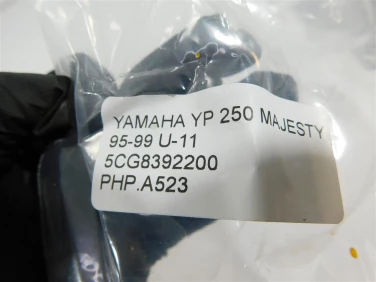 YAMAHA YP 250 MAJESTY
95-99 U-11
5CG8392200
PHP.A523